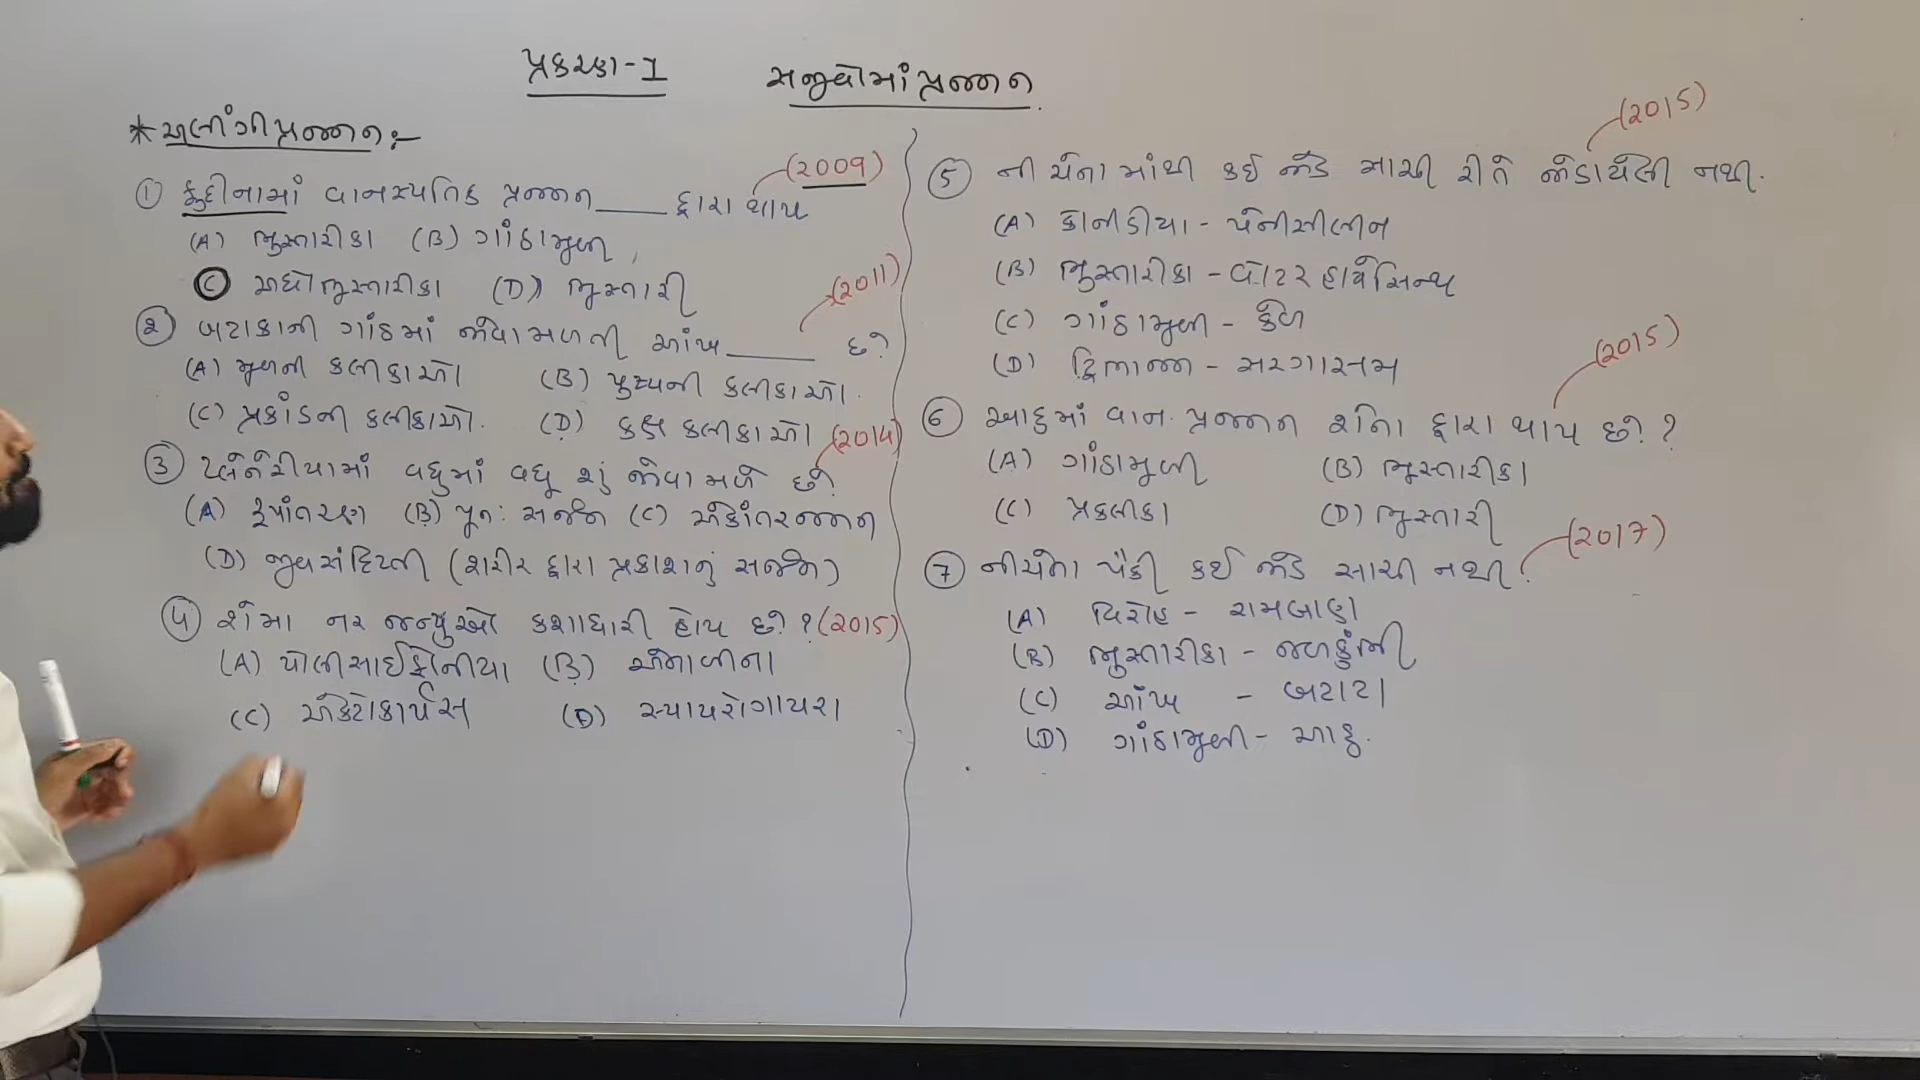 પ્રકરણ-1 સજીવોમાં પ્રજનન.
* અલીંગી પ્રજનન :-
(2009)
① ફુદીનામાં વાનસ્પતિક પ્રજનન ____ દ્વારા થાય
(A) ભુસ્તારીકા (B) ગાંઠામૂળી
(C) અધોભુસ્તારીકા (D) ભુસ્તારી
(2011)
② બટાકાની ગાંઠમાં જોવા મળતી આંખ ____ છે?
(A) મૂળની કલીકાઓ (B) પુષ્પની કલીકાઓ.
(C) પ્રકાંડની કલીકાઓ. (D) કક્ષ કલીકાઓ
(2014)
③ પ્લેનેરીયામાં વધુમાં વધૂ શું જોવા મળે છે?
(A) રૂપાંતરણ (B) પૂનઃ સર્જન (C) એકાંતરજનન
(D) જીવસંદિપ્તી (શરીર દ્વારા પ્રકાશનું સર્જન)
④ શેમા નર જન્યુઓ કશાધારી હોય છે? (2015)
(A) પોલીસાઈફોનીયા (B) એનાબીના
(C) એકટોકાર્પસ (D) સ્પાયરોગાયરા
(2015)
⑤ નીચેનામાંથી કઈ જોડ સાચી રીતે જોડાયેલી નથી.
(A) કોનીડીયા - પેનીસીલીન
(B) ભુસ્તારીકા - વોટર હાયેસિન્થ
(C) ગાંઠામૂળી - કેળ
(D) દ્વિભાજન - સરગાસમ
(2015)
⑥ આદુમાં વાન. પ્રજનન શેના દ્વારા થાય છે?
(A) ગાંઠામૂળી (B) ભુસ્તારીકા
(C) પ્રકલીકા (D) ભુસ્તારી
(2017)
⑦ નીચેના પૈકી કઈ જોડ સાચી નથી.
(A) વિરોહ - રામબાણ
(B) ભુસ્તારીકા - જળકુંભી
(C) આંખ - બટાટા
(D) ગાંઠામૂળી - આદુ.